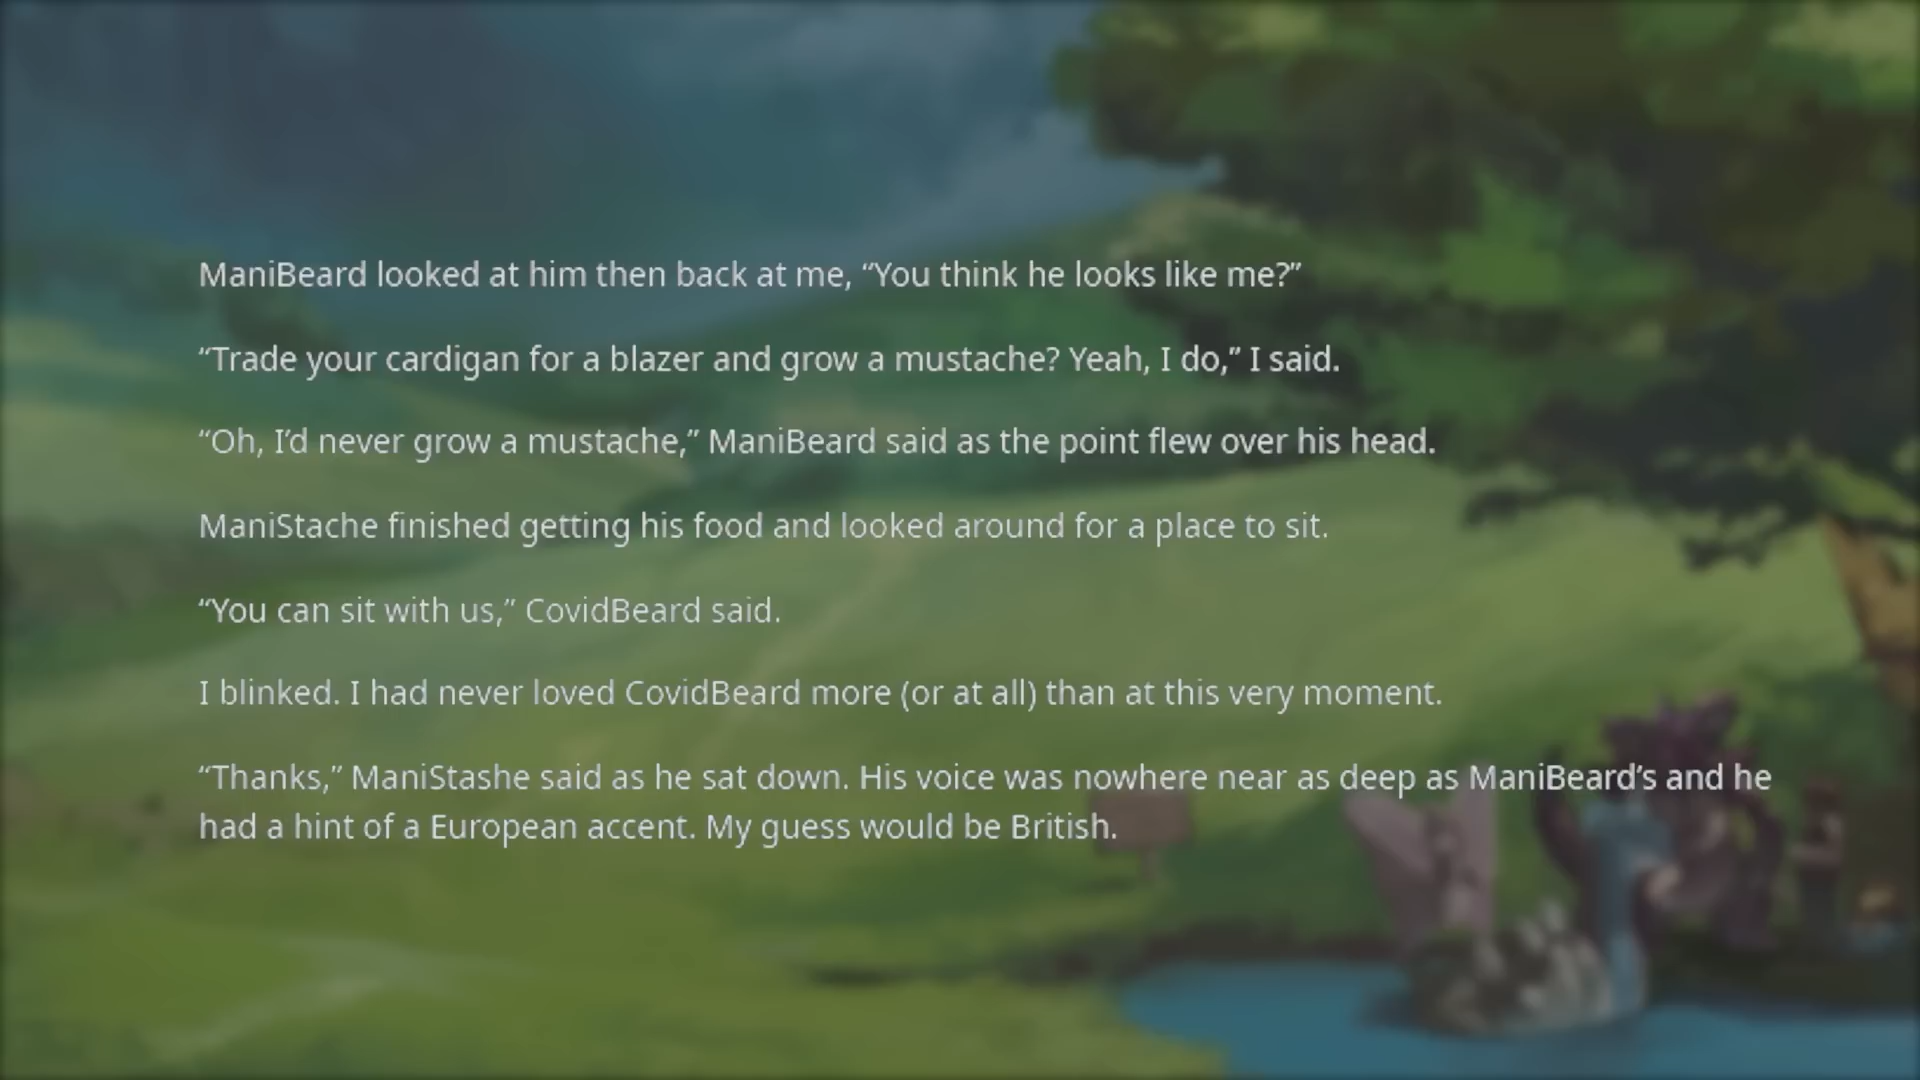 ManiBeard looked at him then back at me, “You think he looks like me?”
“Trade your cardigan for a blazer and grow a mustache? Yeah, I do,” I said.
“Oh, I’d never grow a mustache,” ManiBeard said as the point flew over his head.
ManiStache finished getting his food and looked around for a place to sit.
“You can sit with us,” CovidBeard said.
I blinked. I had never loved CovidBeard more (or at all) than at this very moment.
“Thanks,” ManiStashe said as he sat down. His voice was nowhere near as deep as ManiBeard’s and he
had a hint of a European accent. My guess would be British.